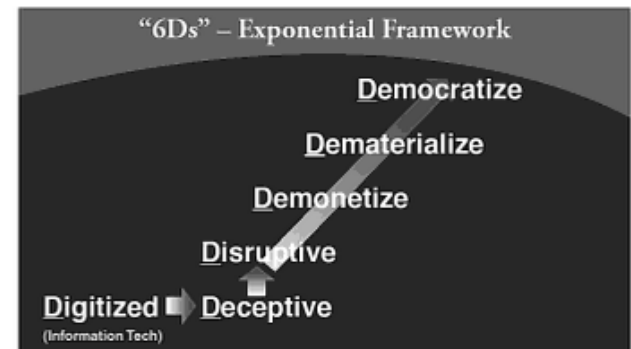 “6Ds” – Exponential Framework
Democratize
Dematerialize
Demonetize
Disruptive
Digitized Deceptive
(Information Tech)